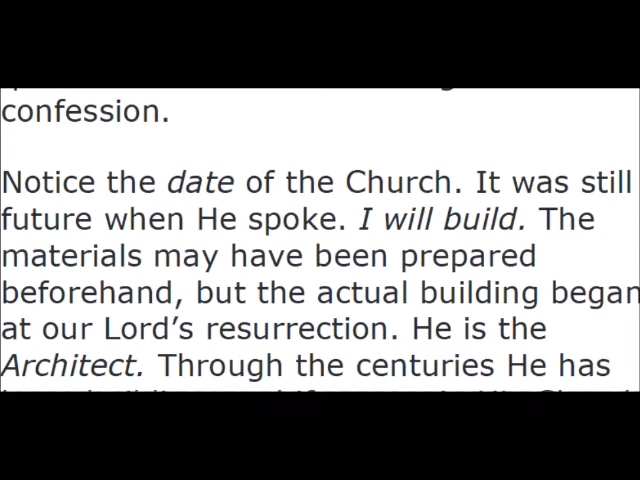 confession.
Notice the date of the Church. It was still
future when He spoke. I will build. The
materials may have been prepared
beforehand, but the actual building began
at our Lord’s resurrection. He is the
Architect. Through the centuries He has